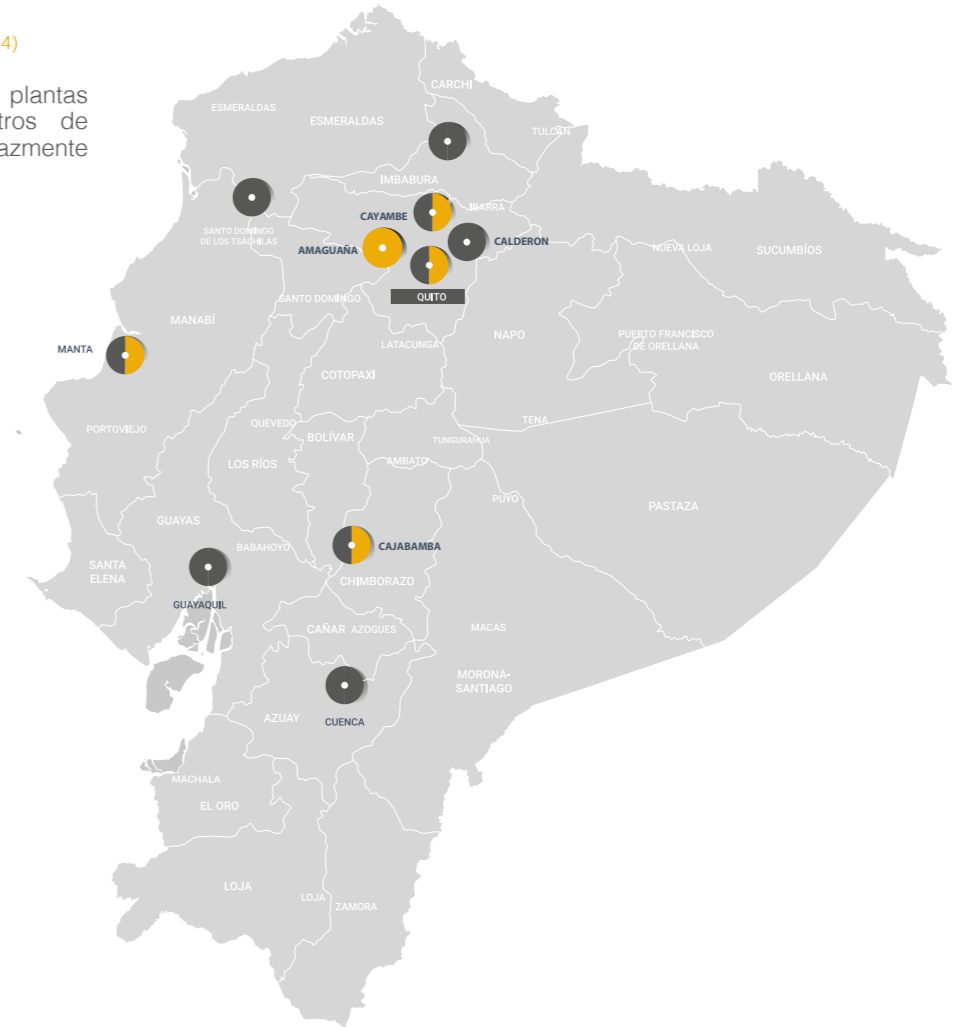 4)
plantas
tros de
azmente
CARCHI
ESMERALDAS
ESMERALDAS
TULCÁN
IMBABURA
IBARRA
CAYAMBE
SANTO DOMINGO
DE LOS TSÁCHILAS
CALDERON
AMAGUAÑA
NUEVA LOJA
SUCUMBÍOS
QUITO
SANTO DOMINGO
MANABÍ
NAPO
PUERTO FRANCISCO
DE ORELLANA
LATACUNGA
MANTA
COTOPAXI
ORELLANA
TENA
QUEVEDO
PORTOVIEJO
BOLÍVAR
TUNGURAHUA
LOS RÍOS
AMBATO
PUYO
PASTAZA
GUAYAS
BABAHOYO
CAJABAMBA
SANTA
ELENA
CHIMBORAZO
GUAYAQUIL
CAÑAR
AZOGUES
MACAS
MORONA-
SANTIAGO
AZUAY
CUENCA
MACHALA
EL ORO
LOJA
LOJA
ZAMORA